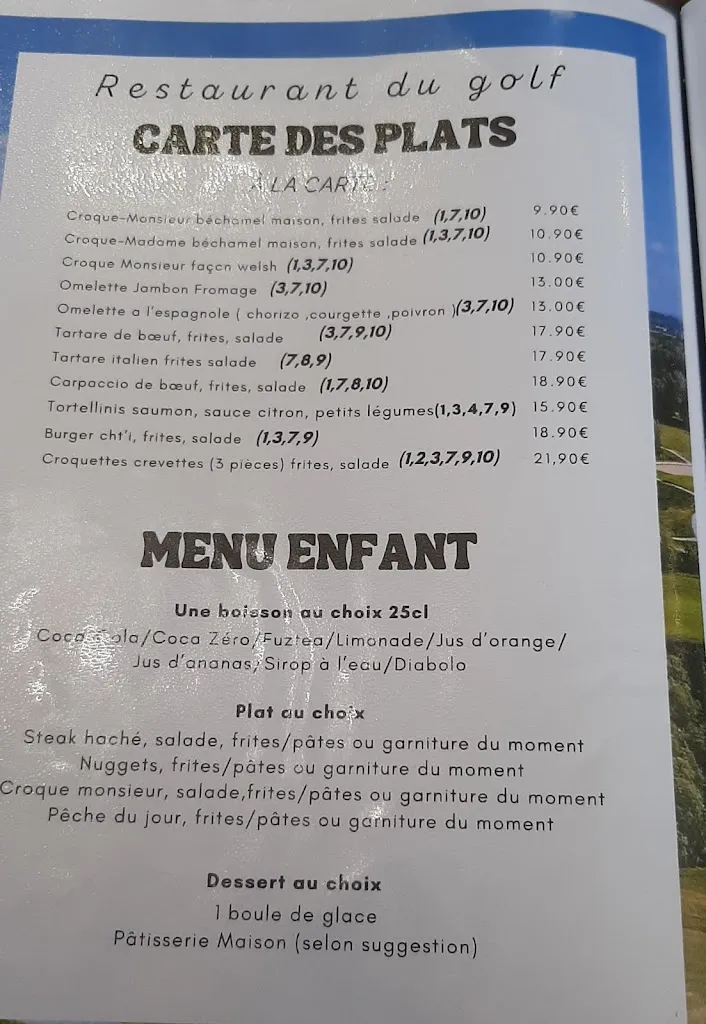 Restaurant du golf
CARTE DES PLATS
À LA CARTE :
Croque-Monsieur béchamel maison, frites salade (1,7,10) 9.90€
Croque-Madame béchamel maison, frites salade (1,3,7,10) 10.90€
Croque Monsieur façon welsh (1,3,7,10) 10.90€
Omelette Jambon Fromage (3,7,10) 13.00€
Omelette a l'espagnole ( chorizo ,courgette ,poivron )(3,7,10) 13.00€
Tartare de bœuf, frites, salade (3,7,9,10) 17.90€
Tartare italien frites salade (7,8,9) 17.90€
Carpaccio de bœuf, frites, salade (1,7,8,10) 18.90€
Tortellinis saumon, sauce citron, petits légumes(1,3,4,7,9) 15.90€
Burger cht'i, frites, salade (1,3,7,9) 18.90€
Croquettes crevettes (3 pièces) frites, salade (1,2,3,7,9,10) 21,90€
MENU ENFANT
Une boisson au choix 25cl
Coca Cola/Coca Zéro/Fuztea/Limonade/Jus d'orange/
Jus d'ananas/Sirop à l'eau/Diabolo
Plat au choix
Steak haché, salade, frites/pâtes ou garniture du moment
Nuggets, frites/pâtes ou garniture du moment
Croque monsieur, salade,frites/pâtes ou garniture du moment
Pêche du jour, frites/pâtes ou garniture du moment
Dessert au choix
1 boule de glace
Pâtisserie Maison (selon suggestion)